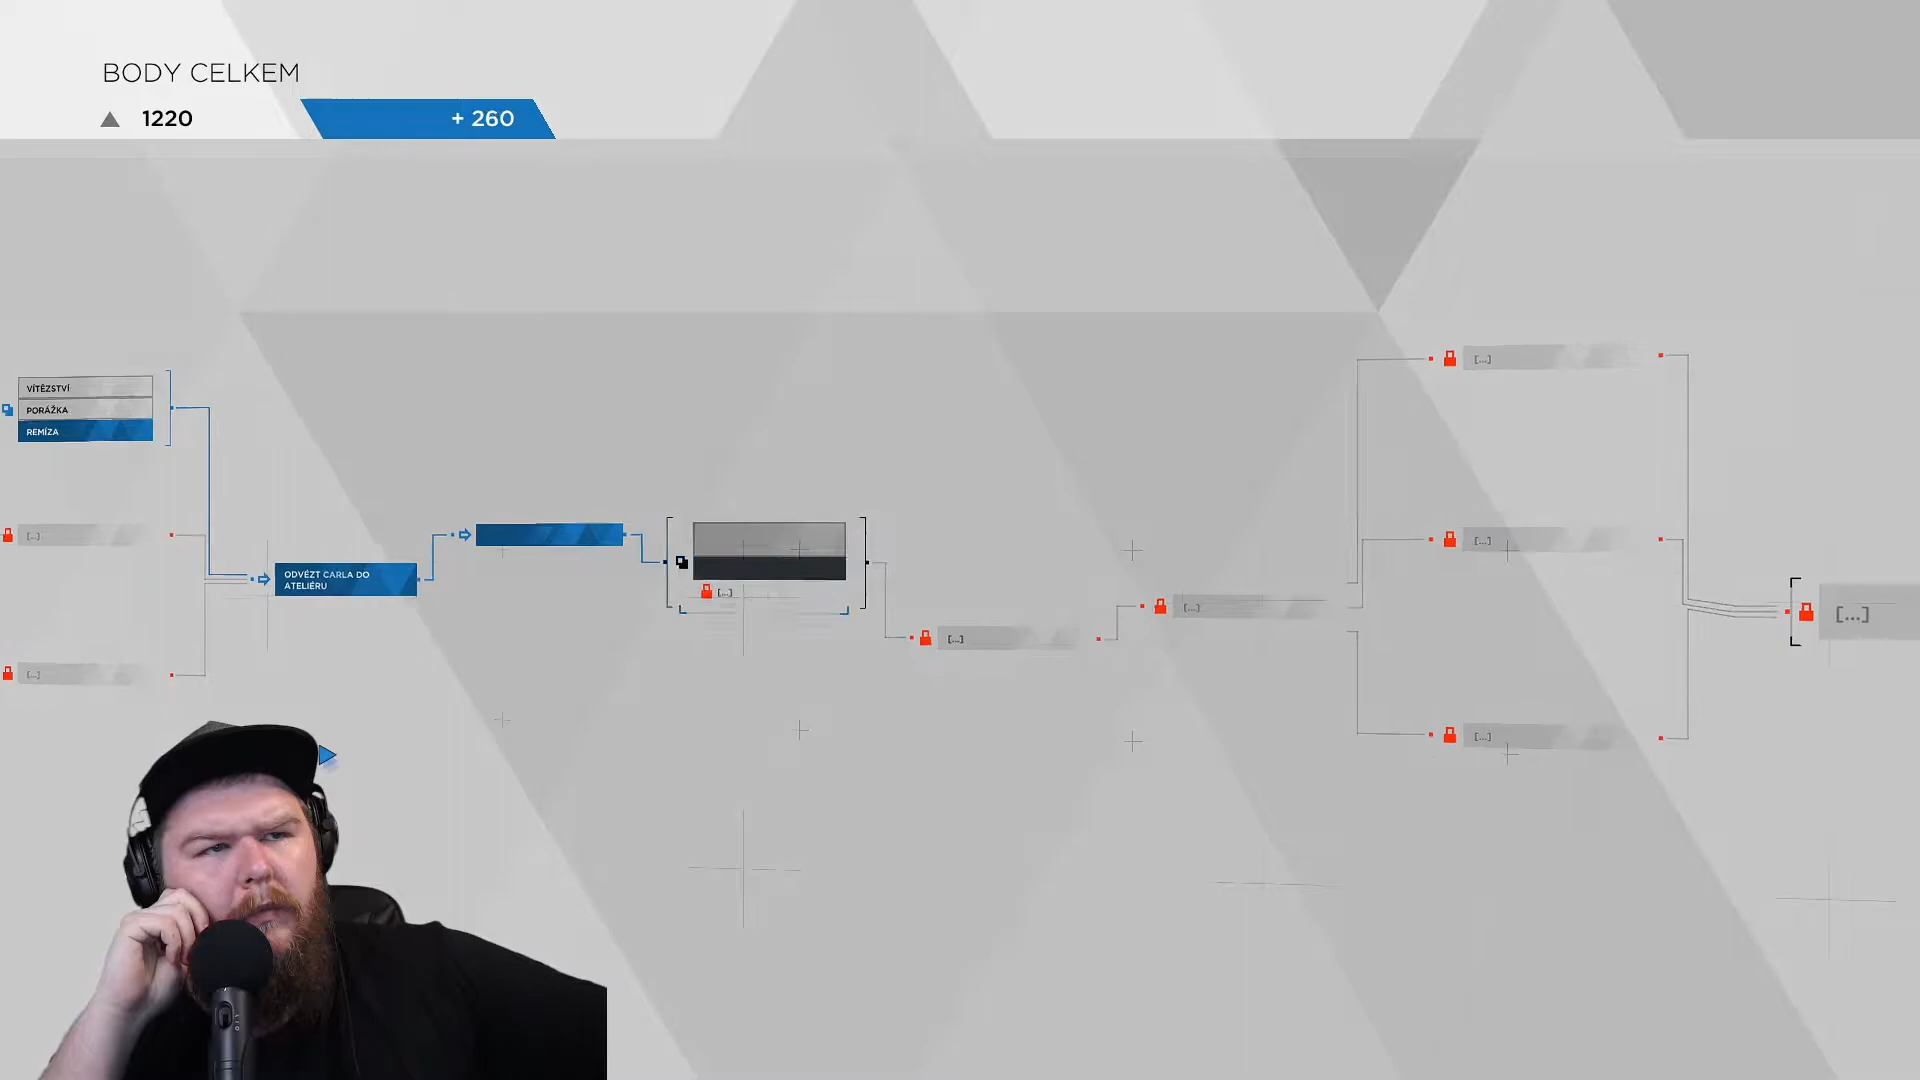 BODY CELKEM
1220
+ 260
VÍTĚZSTVÍ
PORÁŽKA
REMÍZA
[...]
[...]
ODVÉZT CARLA DO
ATELIÉRU
[...]
[...]
[...]
[...]
[...]
[...]
[...]